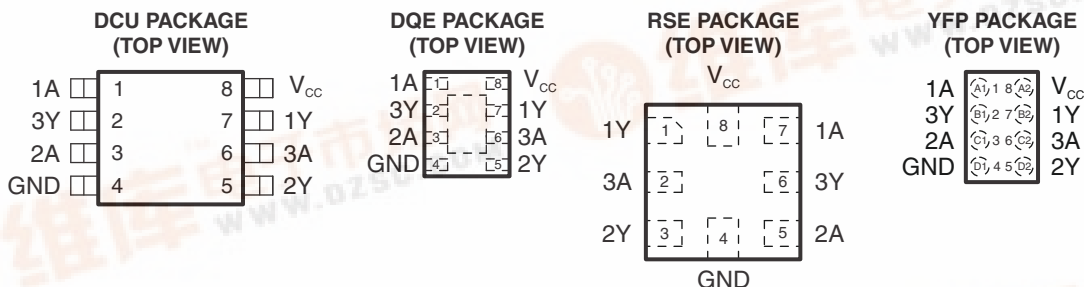 DCU PACKAGE
(TOP VIEW)
1A 1 8 VCC
3Y 2 7 1Y
2A 3 6 3A
GND 4 5 2Y
DQE PACKAGE
(TOP VIEW)
1A 1 8 VCC
3Y 2 7 1Y
2A 3 6 3A
GND 4 5 2Y
RSE PACKAGE
(TOP VIEW)
VCC
1Y 1 8 7 1A
3A 2 6 3Y
2Y 3 4 5 2A
GND
YFP PACKAGE
(TOP VIEW)
1A A1 1 8 A2 VCC
3Y B1 2 7 B2 1Y
2A C1 3 6 C2 3A
GND D1 4 5 D2 2Y